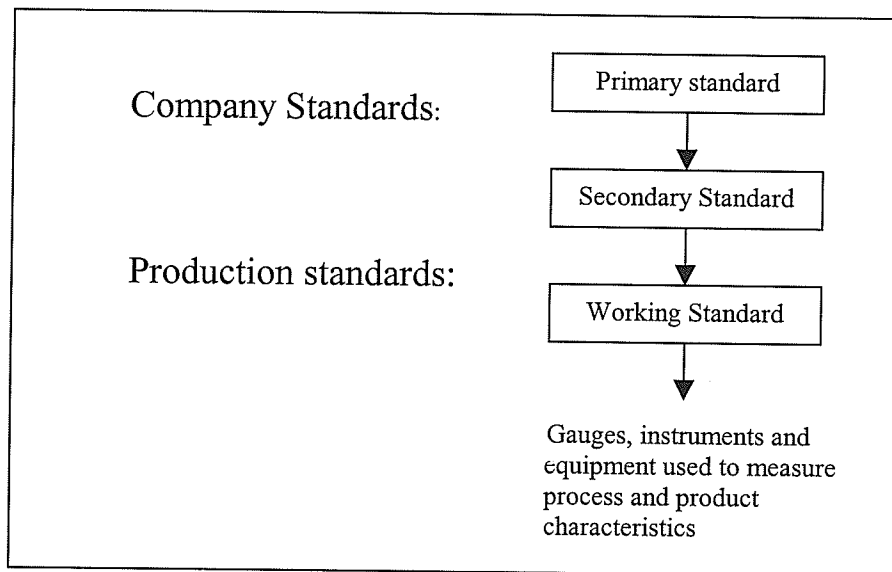 Primary standard
Company Standards:
Secondary Standard
Production standards:
Working Standard
Gauges, instruments and
equipment used to measure
process and product
characteristics